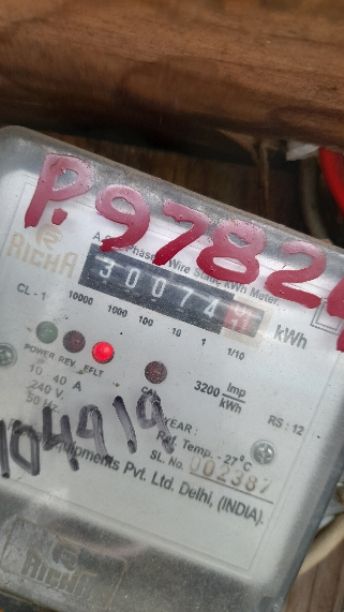 P.9782
RICHA
A.C. Phase Wire Static kWh Meter.
30074 kWh
CL - 1 10000 1000 100 10 1 1/10
POWER REV EFLT CAL
10 - 40 A
3200 imp/kWh
240 V.
50 Hz.
RS : 12
YEAR :
Ref. Temp. - 27°C
104919
SL. No. 002387
Equipments Pvt. Ltd. Delhi, (INDIA).
RICHA